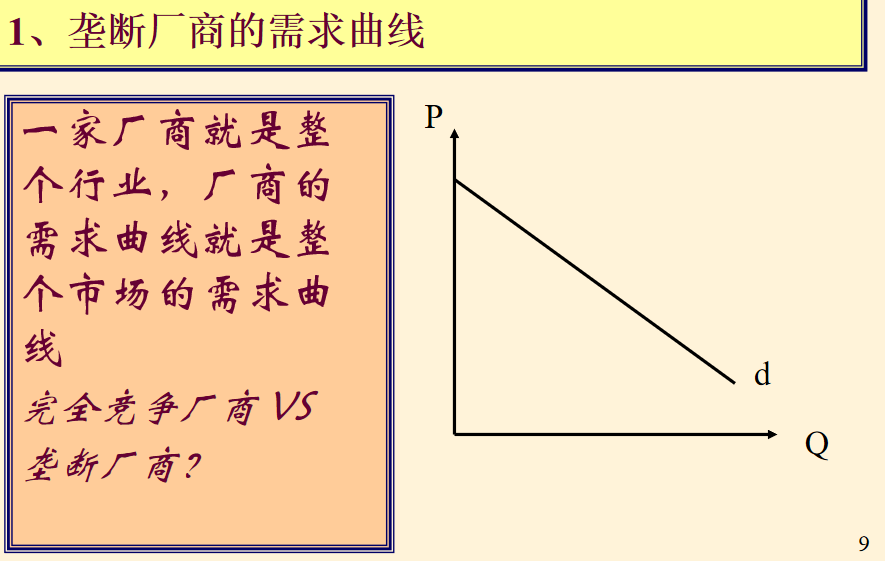 1、垄断厂商的需求曲线
一家厂商就是整
个行业，厂商的
需求曲线就是整
个市场的需求曲
线
完全竞争厂商 VS
垄断厂商？
P
d
Q
9